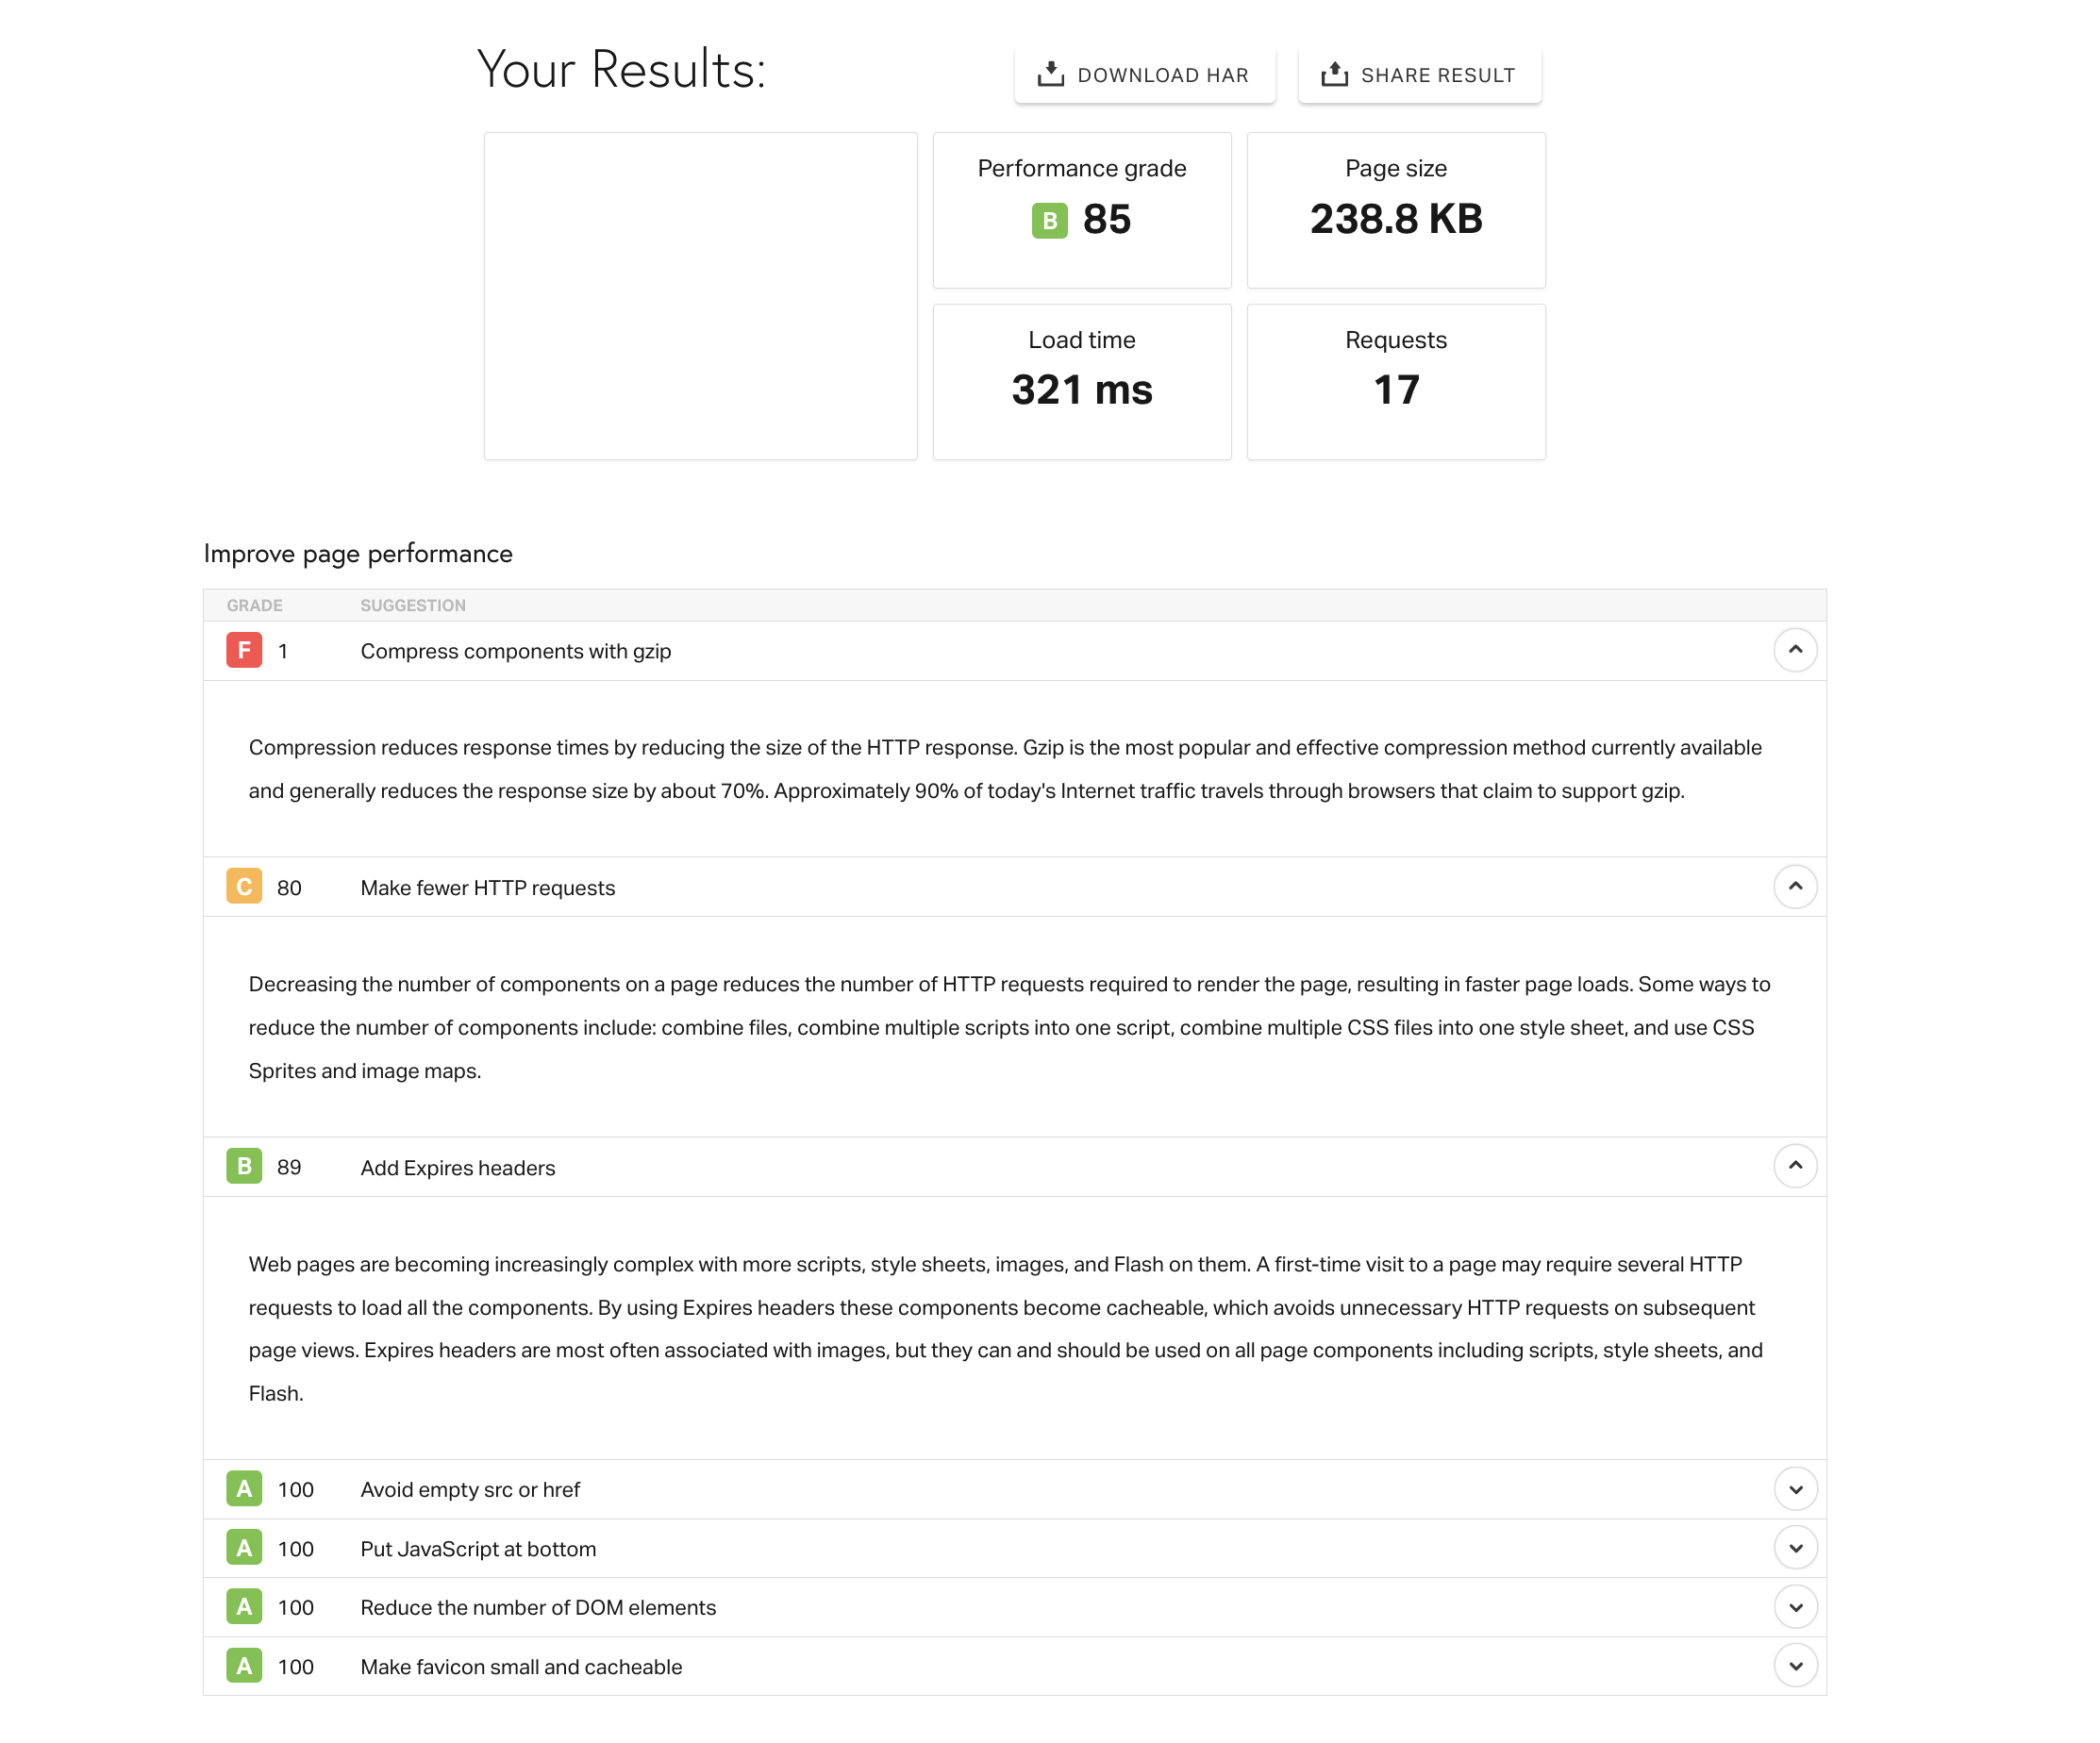 Your Results:
DOWNLOAD HAR
SHARE RESULT
Performance grade
B 85
Page size
238.8 KB
Load time
321 ms
Requests
17
Improve page performance
GRADE SUGGESTION
F 1 Compress components with gzip
Compression reduces response times by reducing the size of the HTTP response. Gzip is the most popular and effective compression method currently available
and generally reduces the response size by about 70%. Approximately 90% of today's Internet traffic travels through browsers that claim to support gzip.
C 80 Make fewer HTTP requests
Decreasing the number of components on a page reduces the number of HTTP requests required to render the page, resulting in faster page loads. Some ways to
reduce the number of components include: combine files, combine multiple scripts into one script, combine multiple CSS files into one style sheet, and use CSS
Sprites and image maps.
B 89 Add Expires headers
Web pages are becoming increasingly complex with more scripts, style sheets, images, and Flash on them. A first-time visit to a page may require several HTTP
requests to load all the components. By using Expires headers these components become cacheable, which avoids unnecessary HTTP requests on subsequent
page views. Expires headers are most often associated with images, but they can and should be used on all page components including scripts, style sheets, and
Flash.
A 100 Avoid empty src or href
A 100 Put JavaScript at bottom
A 100 Reduce the number of DOM elements
A 100 Make favicon small and cacheable